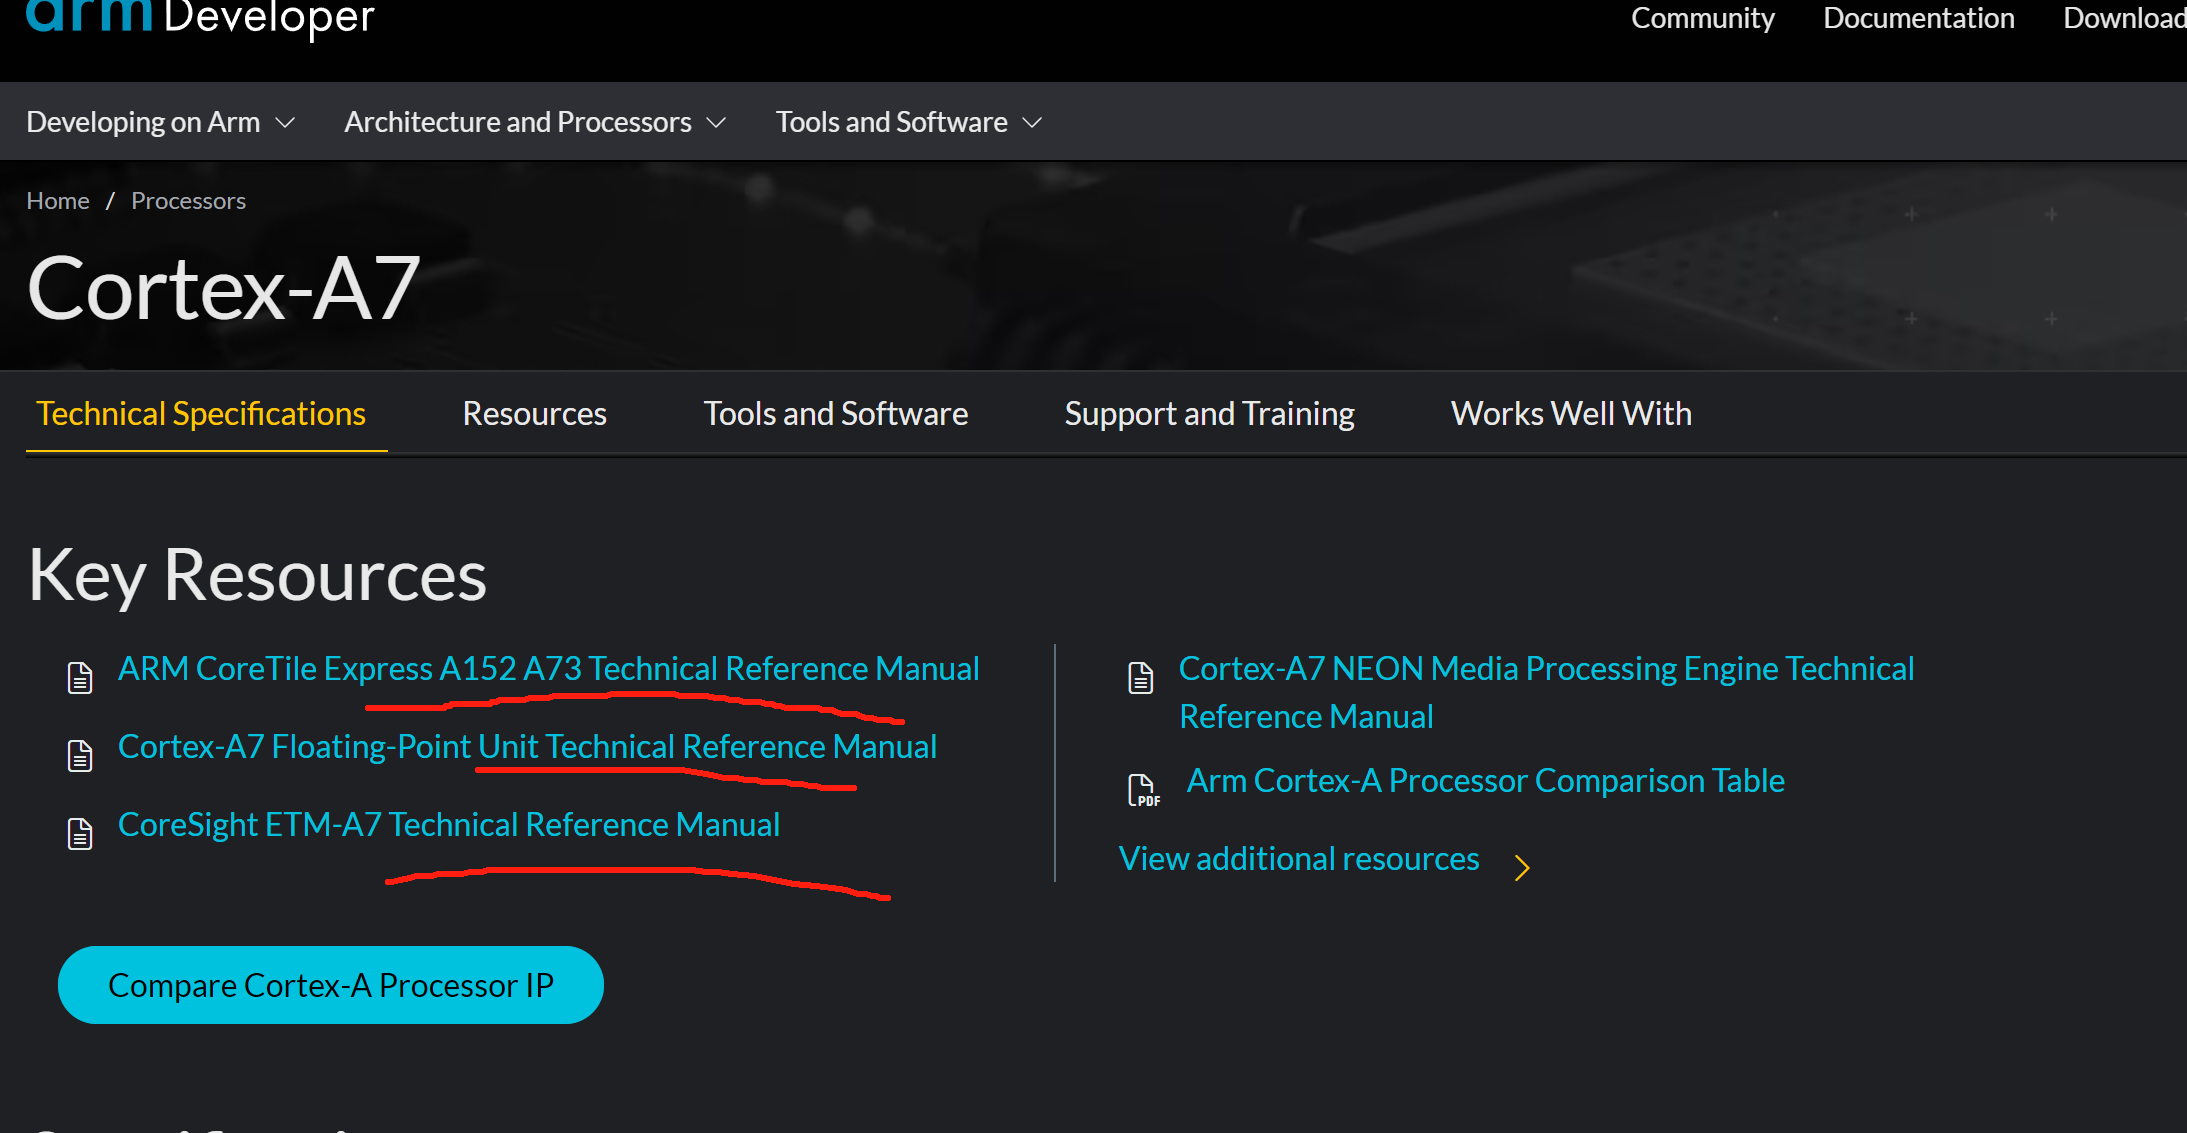 arm Developer
Community Documentation Download
Developing on Arm Architecture and Processors Tools and Software
Home / Processors
Cortex-A7
Technical Specifications Resources Tools and Software Support and Training Works Well With
Key Resources
ARM CoreTile Express A152 A73 Technical Reference Manual
Cortex-A7 Floating-Point Unit Technical Reference Manual
CoreSight ETM-A7 Technical Reference Manual
Cortex-A7 NEON Media Processing Engine Technical
Reference Manual
PDF Arm Cortex-A Processor Comparison Table
View additional resources
Compare Cortex-A Processor IP